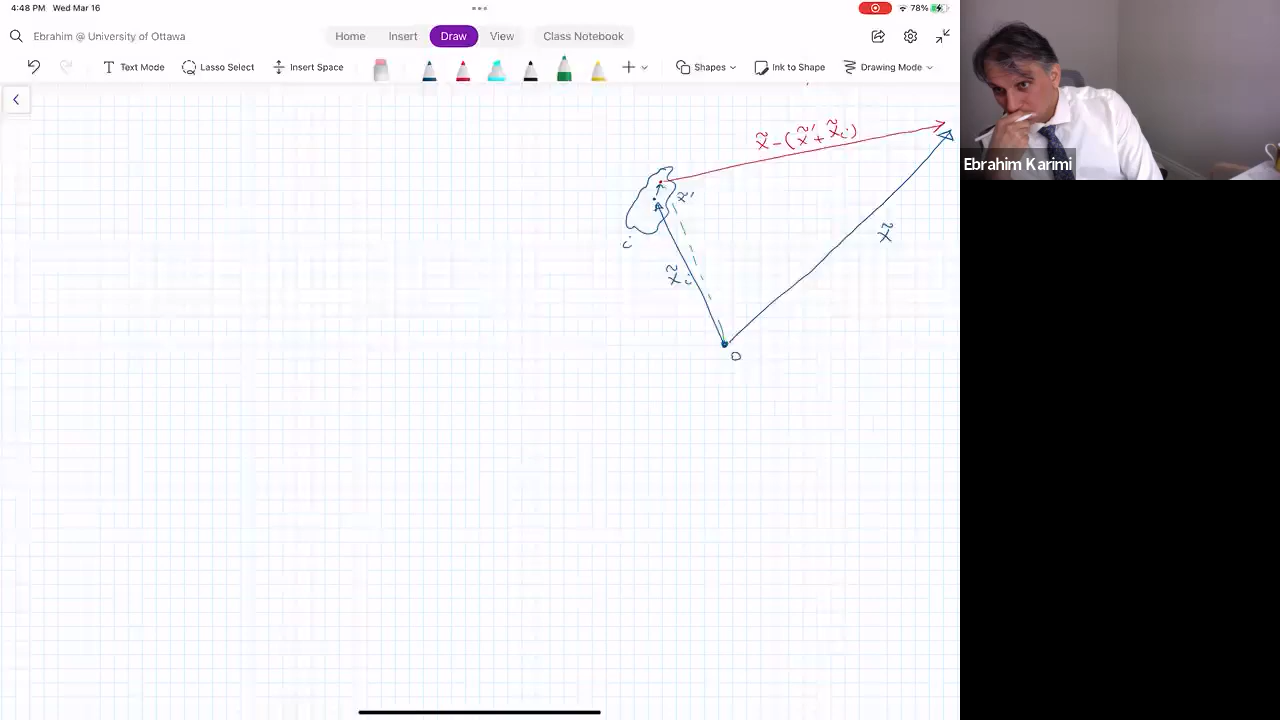 4:48 PM Wed Mar 16
78%
Ebrahim @ University of Ottawa
Home Insert Draw View Class Notebook
Text Mode Lasso Select Insert Space Shapes Ink to Shape Drawing Mode
x̃ - (x̃' + x̃i)
x̃'
i
x̃
x̃i
O
Ebrahim Karimi